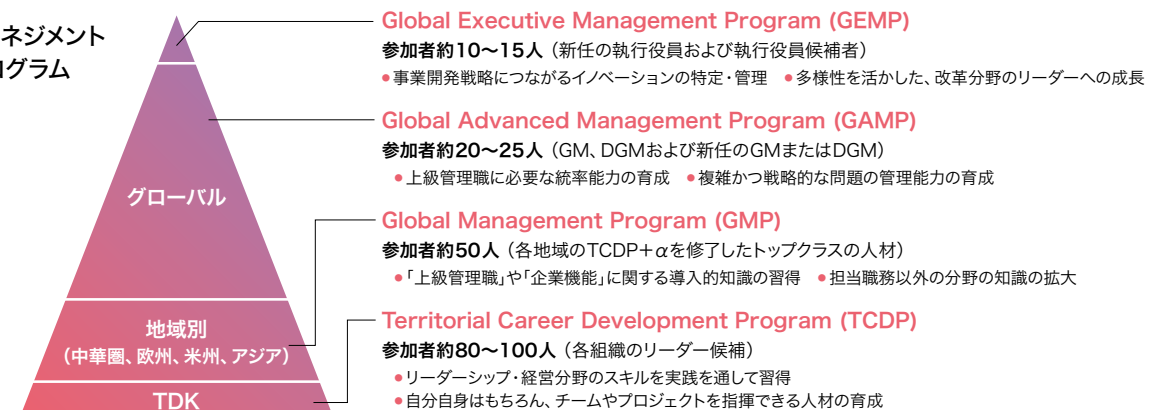 ネジメント
グラム
Global Executive Management Program (GEMP)
参加者約10〜15人（新任の執行役員および執行役員候補者）
●事業開発戦略につながるイノベーションの特定・管理 ●多様性を活かした、改革分野のリーダーへの成長
Global Advanced Management Program (GAMP)
参加者約20〜25人（GM、DGMおよび新任のGMまたはDGM）
●上級管理職に必要な統率能力の育成 ●複雑かつ戦略的な問題の管理能力の育成
グローバル
Global Management Program (GMP)
参加者約50人（各地域のTCDP+αを修了したトップクラスの人材）
●「上級管理職」や「企業機能」に関する導入的知識の習得 ●担当職務以外の分野の知識の拡大
地域別
（中華圏、欧州、米州、アジア）
Territorial Career Development Program (TCDP)
参加者約80〜100人（各組織のリーダー候補）
●リーダーシップ・経営分野のスキルを実践を通して習得
●自分自身はもちろん、チームやプロジェクトを指揮できる人材の育成
TDK